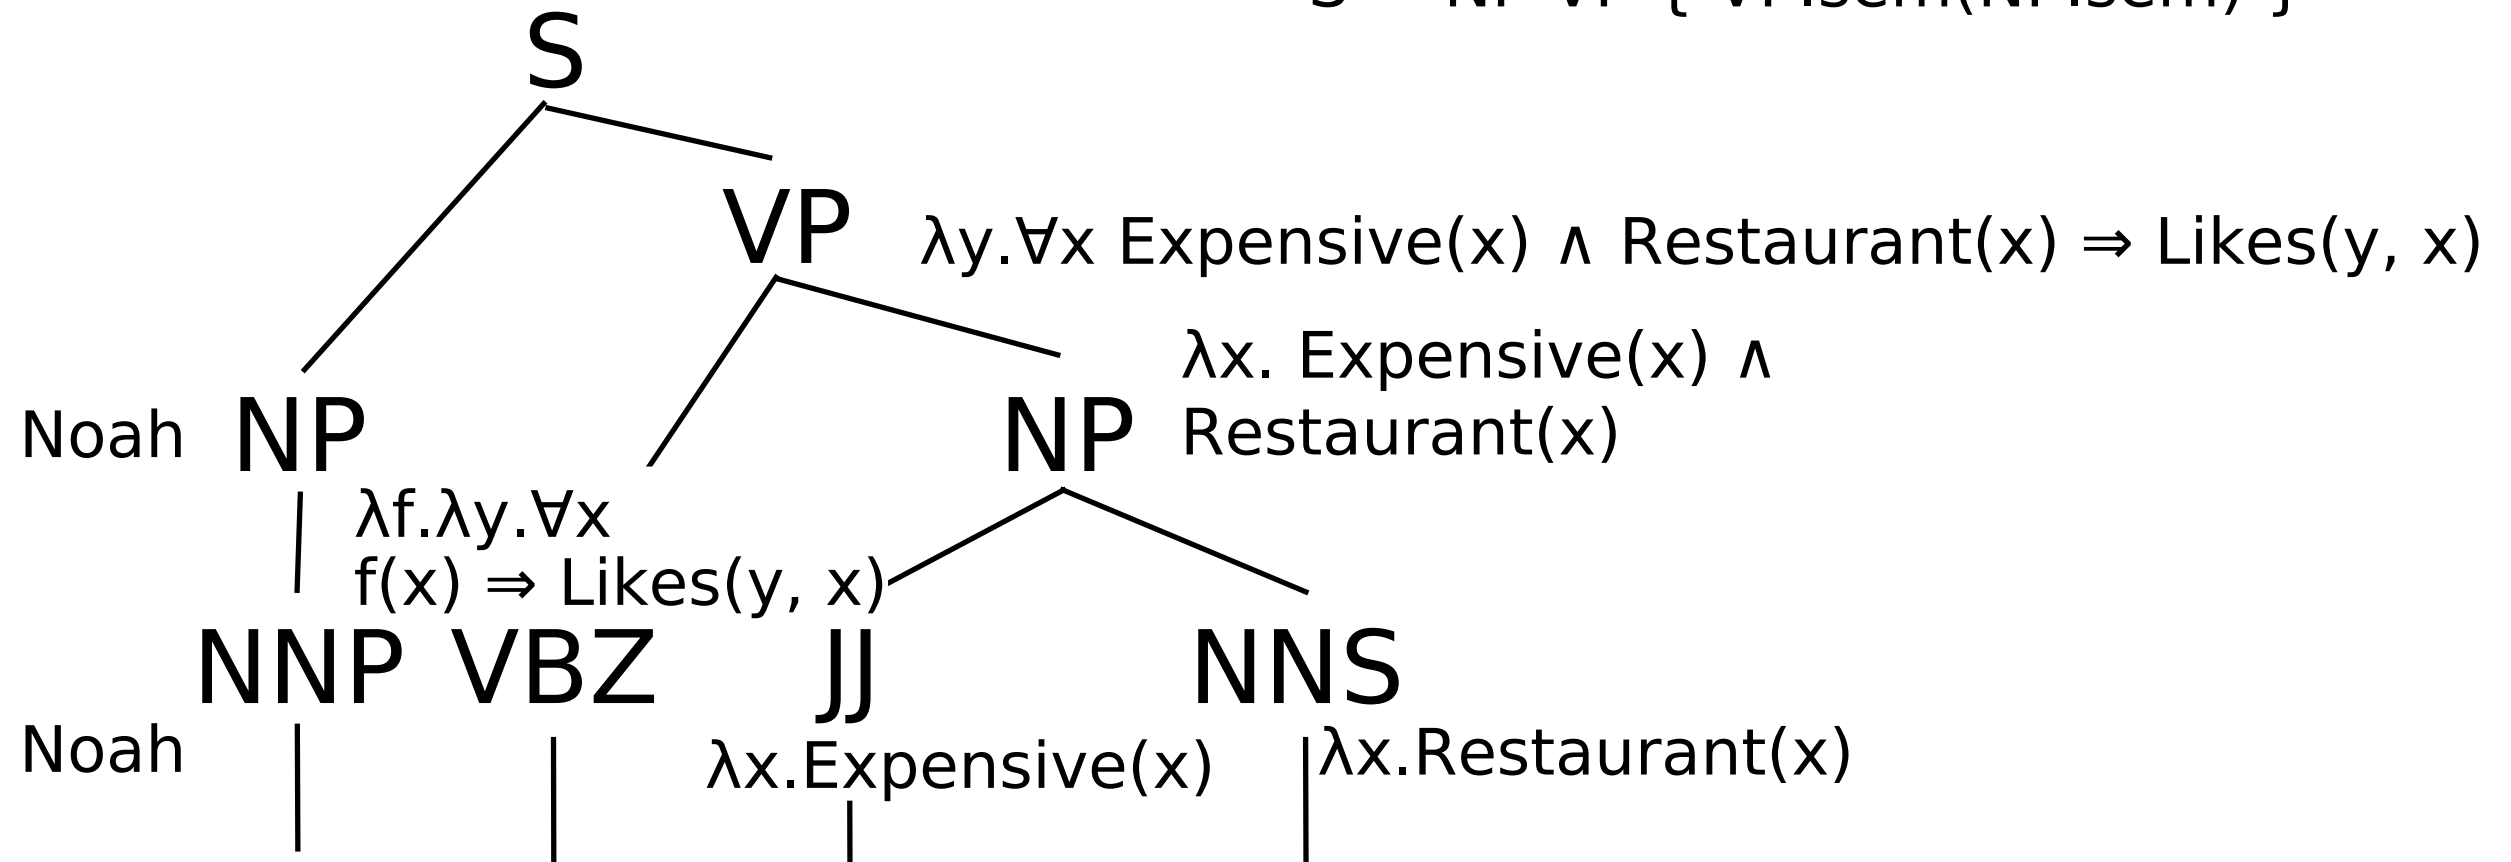 S
VP
λy.∀x Expensive(x) ∧ Restaurant(x) ⇒ Likes(y, x)
λx. Expensive(x) ∧
Noah
NP
NP
Restaurant(x)
λf.λy.∀x
f(x) ⇒ Likes(y, x)
NNP
VBZ
JJ
NNS
Noah
λx.Expensive(x)
λx.Restaurant(x)